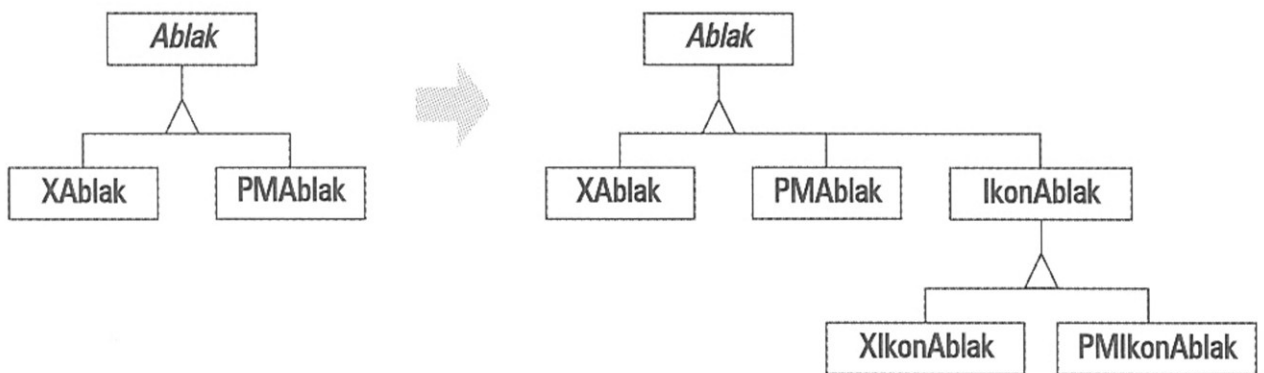 Ablak
XAblak
PMAblak
Ablak
XAblak
PMAblak
IkonAblak
XIkonAblak
PMIkonAblak